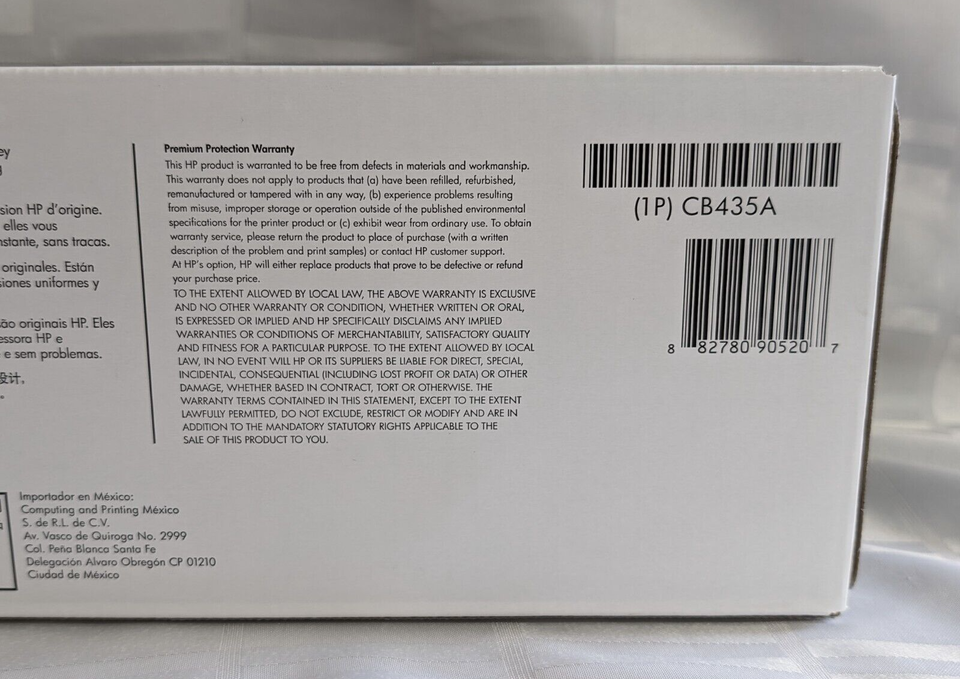 ey
sion HP d'origine.
elles vous
nstante, sans tracas.
originales. Están
siones uniformes y
ão originais HP. Eles
essora HP e
e sem problemas.
设计。
Premium Protection Warranty
This HP product is warranted to be free from defects in materials and workmanship.
This warranty does not apply to products that (a) have been refilled, refurbished,
remanufactured or tampered with in any way, (b) experience problems resulting
from misuse, improper storage or operation outside of the published environmental
specifications for the printer product or (c) exhibit wear from ordinary use. To obtain
warranty service, please return the product to place of purchase (with a written
description of the problem and print samples) or contact HP customer support.
At HP's option, HP will either replace products that prove to be defective or refund
your purchase price.
TO THE EXTENT ALLOWED BY LOCAL LAW, THE ABOVE WARRANTY IS EXCLUSIVE
AND NO OTHER WARRANTY OR CONDITION, WHETHER WRITTEN OR ORAL,
IS EXPRESSED OR IMPLIED AND HP SPECIFICALLY DISCLAIMS ANY IMPLIED
WARRANTIES OR CONDITIONS OF MERCHANTABILITY, SATISFACTORY QUALITY
AND FITNESS FOR A PARTICULAR PURPOSE. TO THE EXTENT ALLOWED BY LOCAL
LAW, IN NO EVENT WILL HP OR ITS SUPPLIERS BE LIABLE FOR DIRECT, SPECIAL,
INCIDENTAL, CONSEQUENTIAL (INCLUDING LOST PROFIT OR DATA) OR OTHER
DAMAGE, WHETHER BASED IN CONTRACT, TORT OR OTHERWISE. THE
WARRANTY TERMS CONTAINED IN THIS STATEMENT, EXCEPT TO THE EXTENT
LAWFULLY PERMITTED, DO NOT EXCLUDE, RESTRICT OR MODIFY AND ARE IN
ADDITION TO THE MANDATORY STATUTORY RIGHTS APPLICABLE TO THE
SALE OF THIS PRODUCT TO YOU.
(1P) CB435A
8 82780 90520 7
Importador en México:
Computing and Printing México
S. de R.L. de C.V.
Av. Vasco de Quiroga No. 2999
Col. Peña Blanca Santa Fe
Delegación Alvaro Obregón CP 01210
Ciudad de México